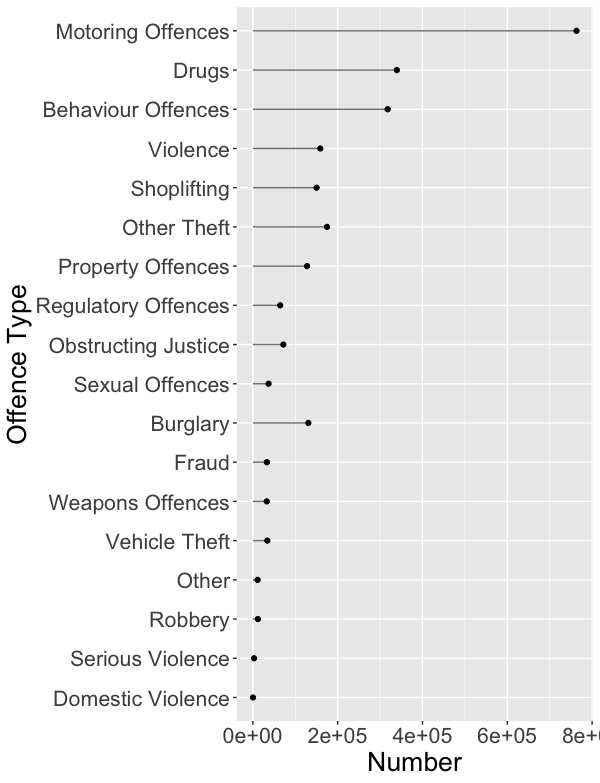 Motoring Offences
Drugs
Behaviour Offences
Violence
Shoplifting
Other Theft
Property Offences
Regulatory Offences
Obstructing Justice
Sexual Offences
Burglary
Fraud
Weapons Offences
Vehicle Theft
Other
Robbery
Serious Violence
Domestic Violence
Offence Type
0e+00 2e+05 4e+05 6e+05 8e+
Number